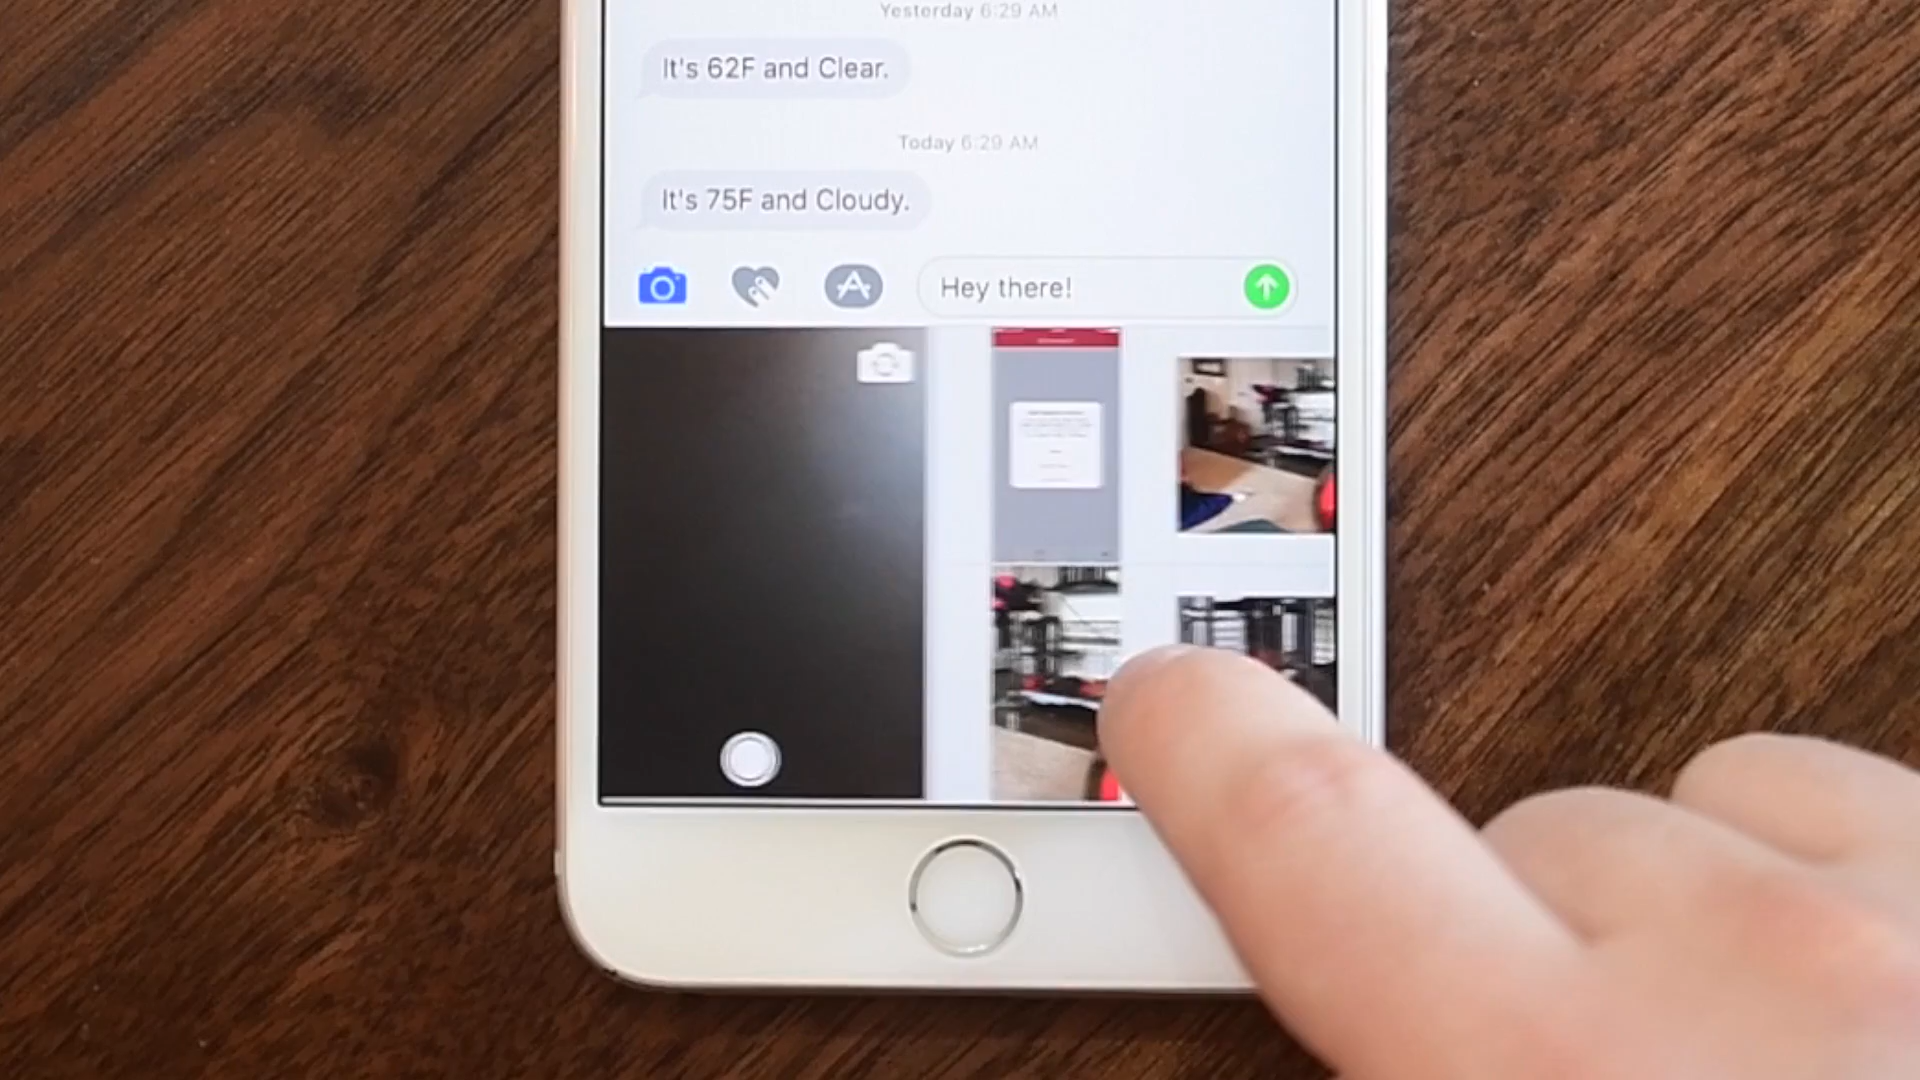 Yesterday 6:29 AM
It's 62F and Clear.
Today 6:29 AM
It's 75F and Cloudy.
Hey there!